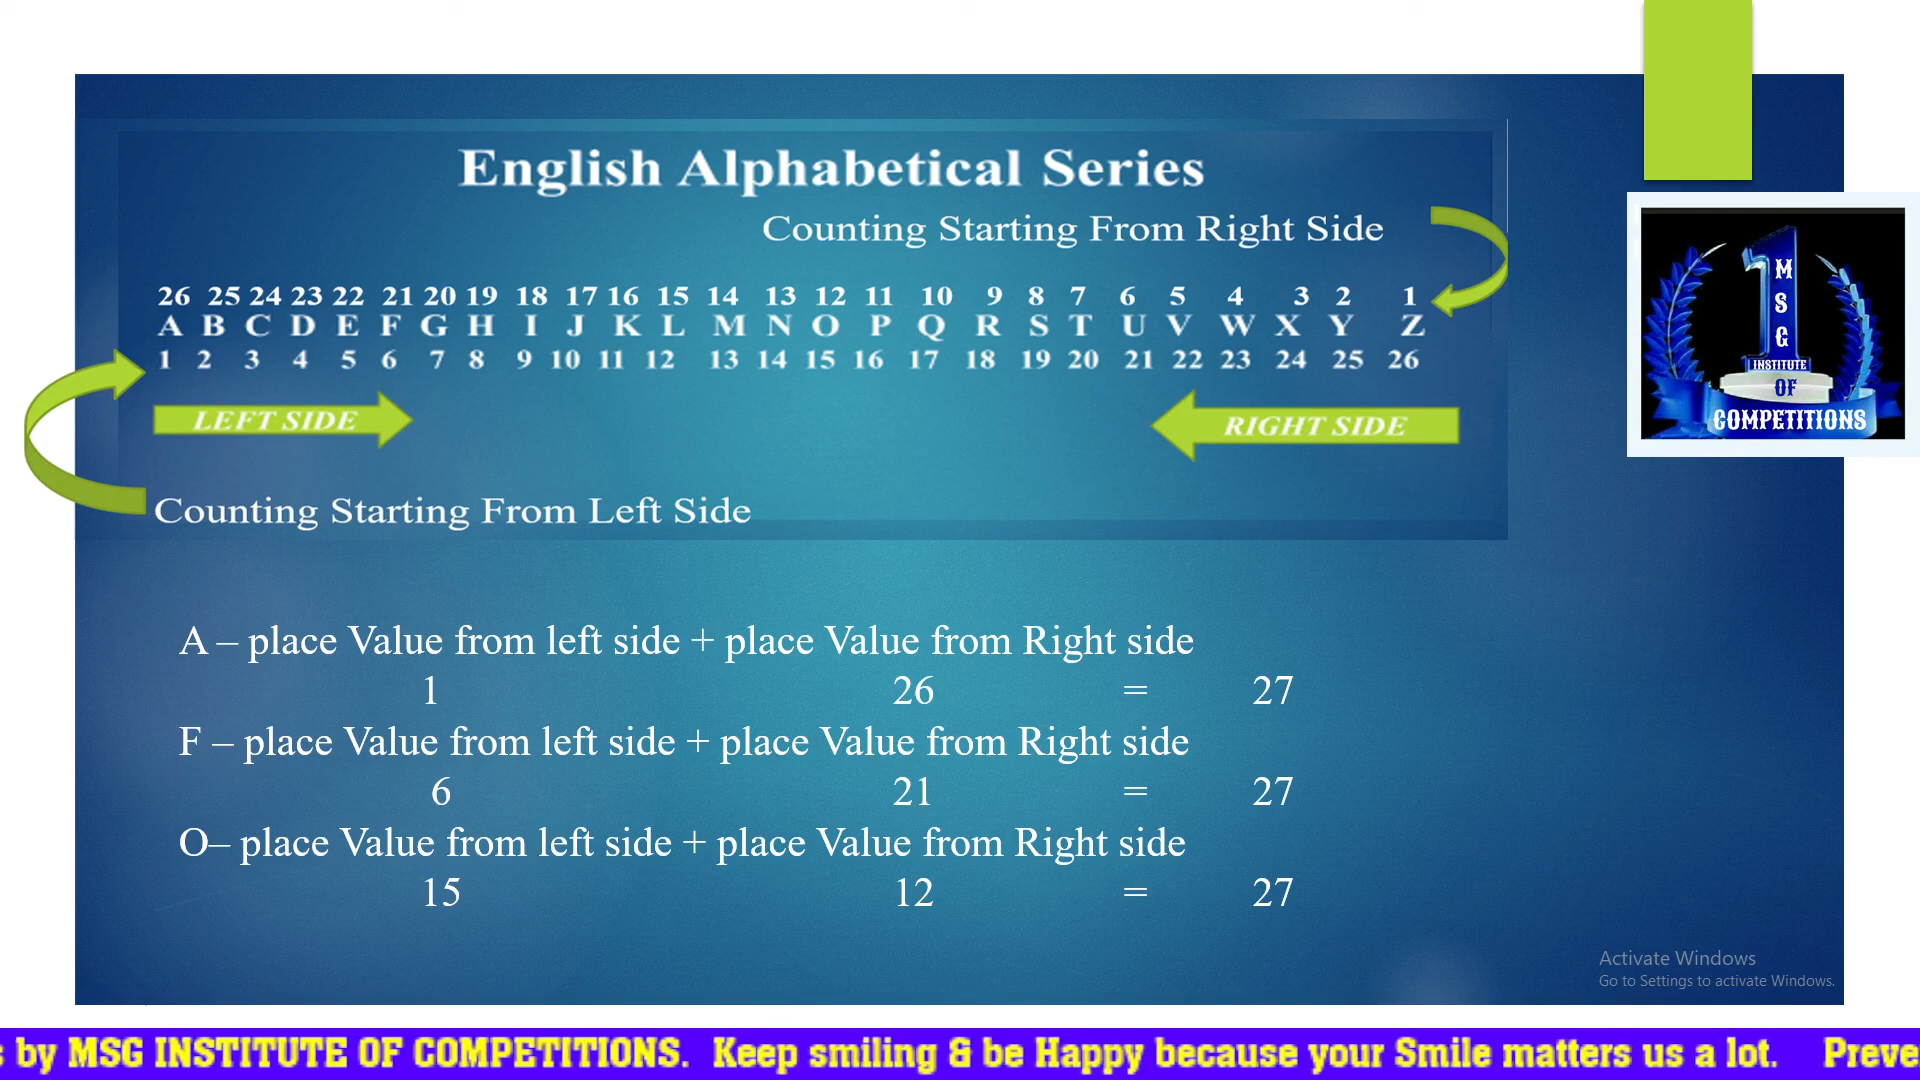 English Alphabetical Series
Counting Starting From Right Side
26 25 24 23 22 21 20 19 18 17 16 15 14 13 12 11 10 9 8 7 6 5 4 3 2 1
A B C D E F G H I J K L M N O P Q R S T U V W X Y Z
1 2 3 4 5 6 7 8 9 10 11 12 13 14 15 16 17 18 19 20 21 22 23 24 25 26
LEFT SIDE
RIGHT SIDE
Counting Starting From Left Side
1
M
S
G
INSTITUTE
OF
COMPETITIONS
A – place Value from left side + place Value from Right side
1 26 = 27
F – place Value from left side + place Value from Right side
6 21 = 27
O– place Value from left side + place Value from Right side
15 12 = 27
Activate Windows
Go to Settings to activate Windows.
s by MSG INSTITUTE OF COMPETITIONS. Keep smiling & be Happy because your Smile matters us a lot. Preve